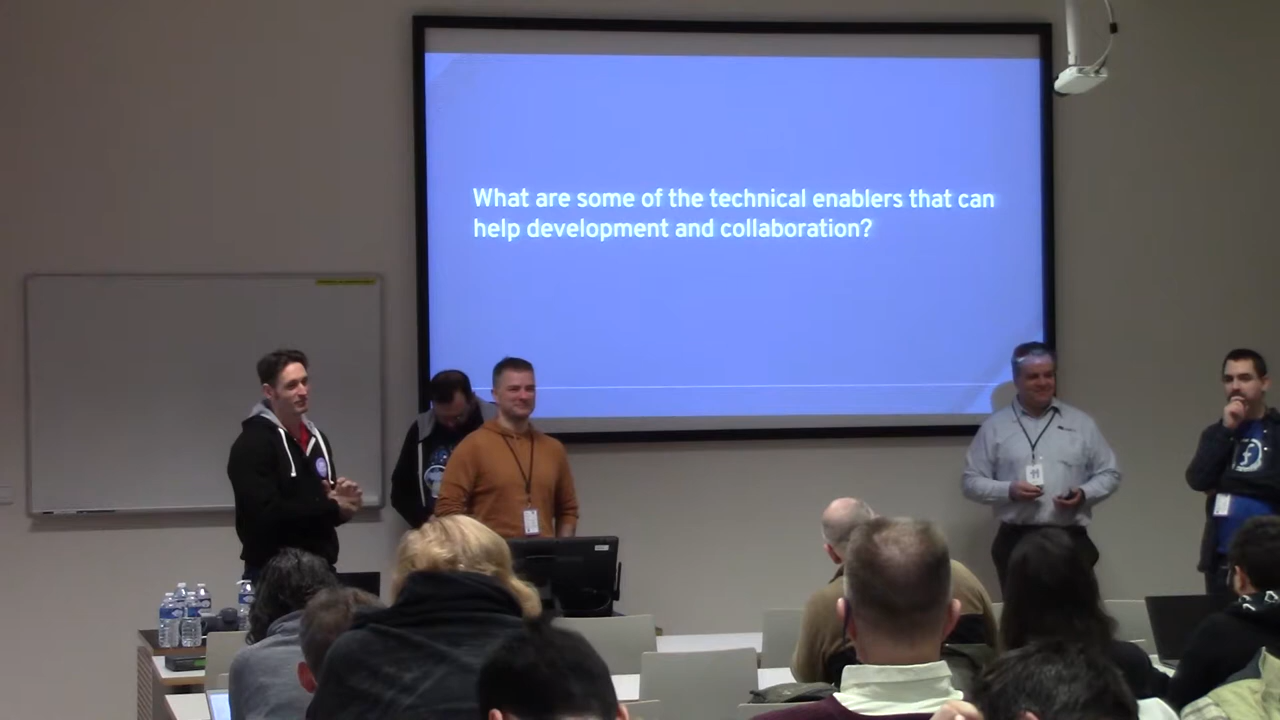 What are some of the technical enablers that can
help development and collaboration?